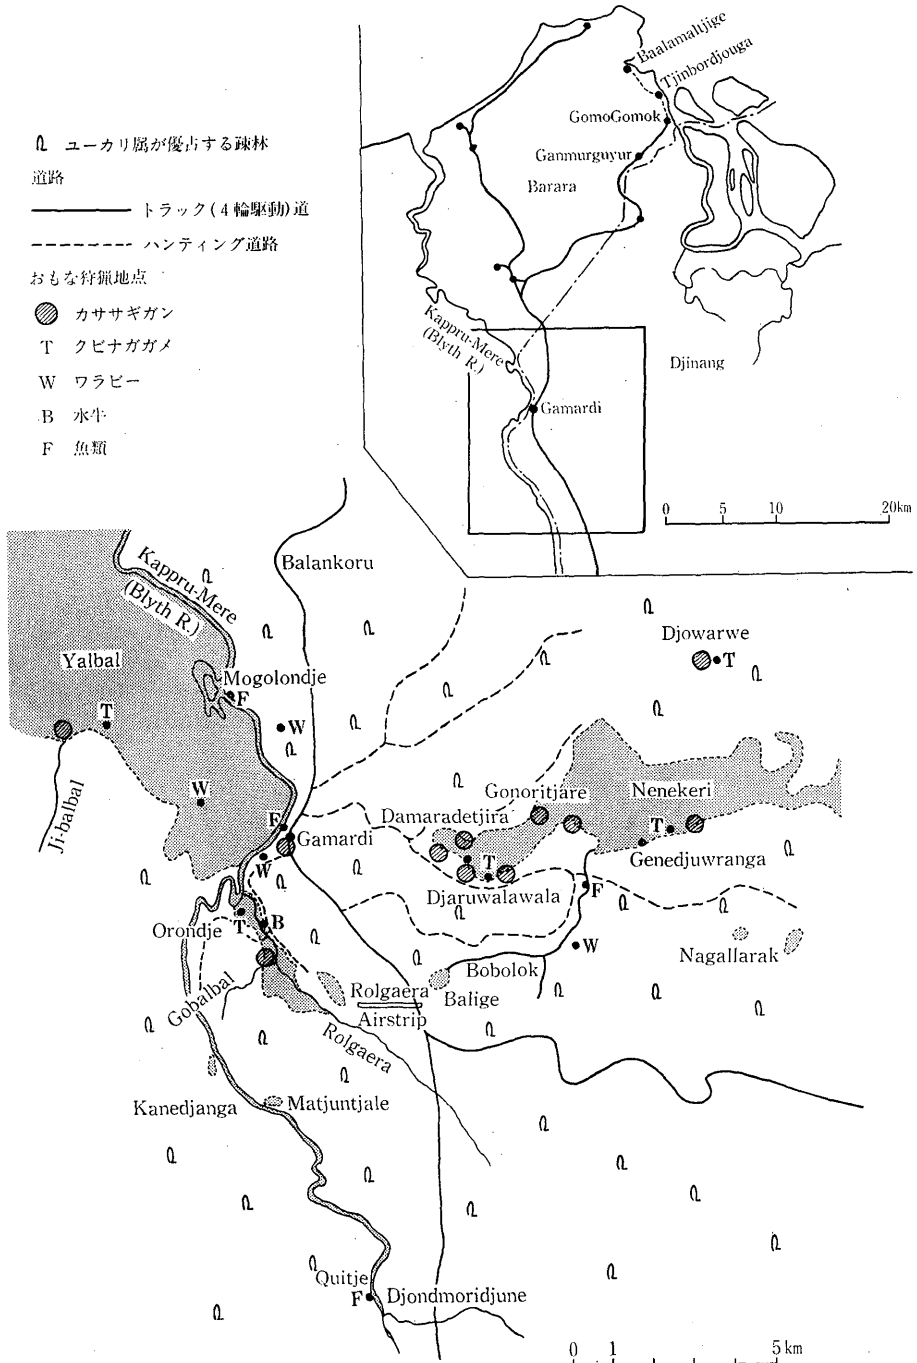 ユーカリ属が優占する疎林
道路
トラック(4輪駆動)道
ハンティング道路
おもな狩猟地点
カササギガン
T クビナガガメ
W ワラビー
B 水牛
F 魚類
Baalamaltjige
Tjinbordjouga
GomoGomok
Ganmurguyur
Barara
Kappru-Mere
(Blyth R.)
Djinang
Gamardi
0 5 10 20km
Balankoru
Kappru-Mere
(Blyth R.)
Yalbal
Djowarwe
T
Mogolondje
F
T
W
Ji-balbal
W
Gonoritjare
Nenekeri
Damaradetjira
F
T
Gamardi
Genedjuwranga
W
T
Djaruwalawala
F
T
B
Orondje
W
Nagallarak
Bobolok
Gobalbal
Rolgaera
Balige
Airstrip
Rolgaera
Kanedjanga
Matjuntjale
Quitje
F
Djondmoridjune
0 1 5km